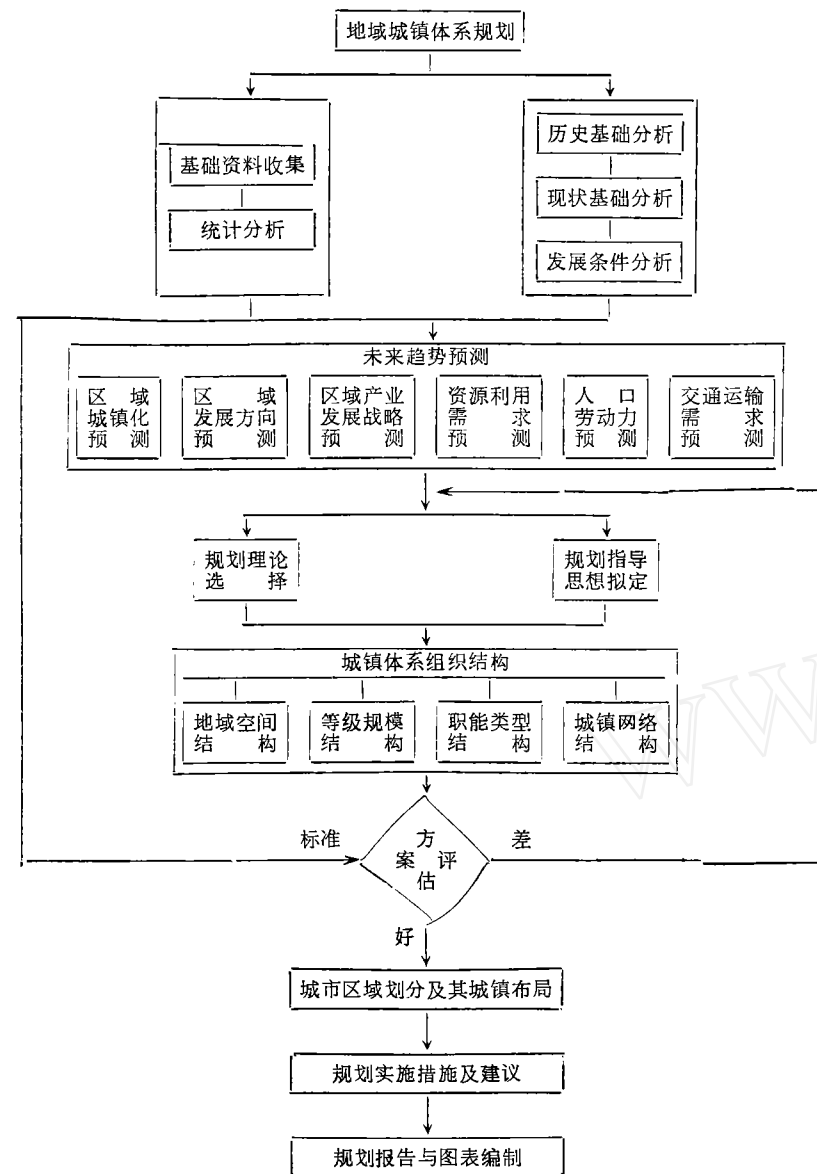 地域城镇体系规划
基础资料收集
统计分析
历史基础分析
现状基础分析
发展条件分析
未来趋势预测
区域
城镇化
预测
区域
发展方向
预测
区域产业
发展战略
预测
资源利用
需求
预测
人口
劳动力
预测
交通运输
需求
预测
规划理论
选择
规划指导
思想拟定
城镇体系组织结构
地域空间
结构
等级规模
结构
职能类型
结构
城镇网络
结构
标准
方
案评
估
差
好
城市区域划分及其城镇布局
规划实施措施及建议
规划报告与图表编制
WW